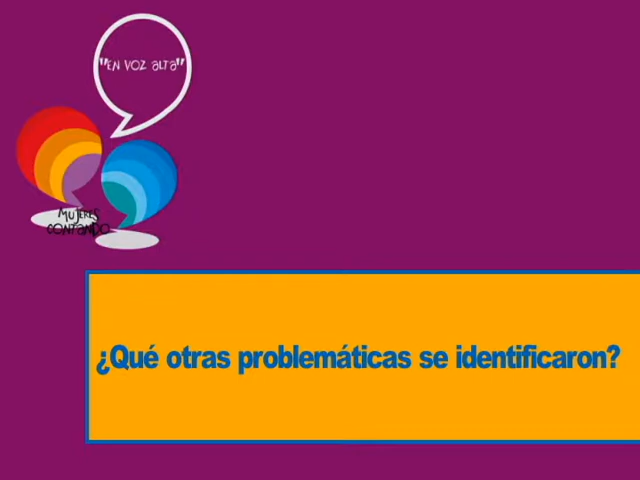 "EN VOZ alta"
MUJERES
CONTANDO
¿Qué otras problemáticas se identificaron?